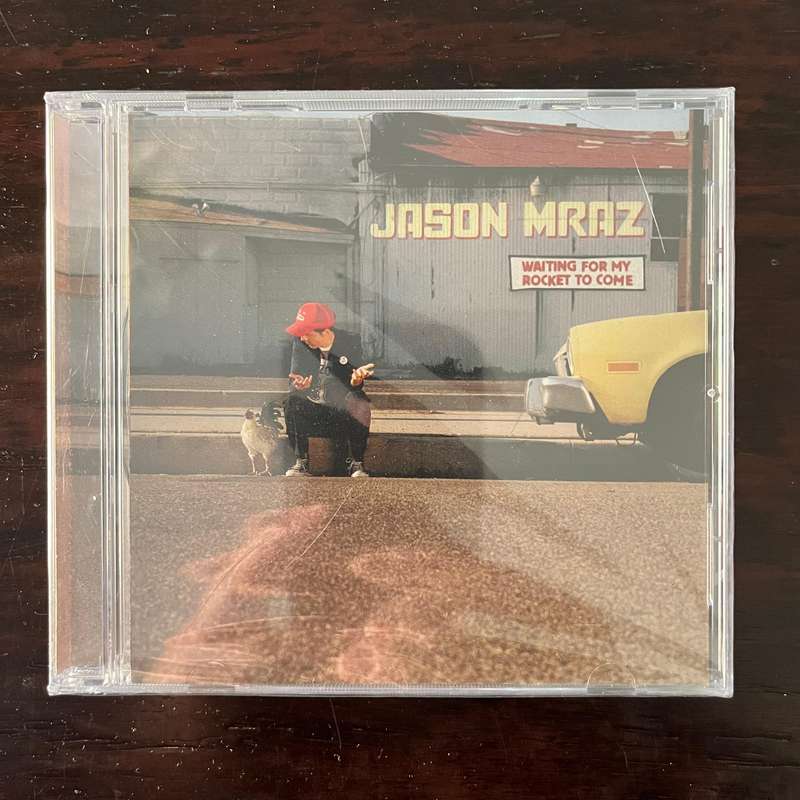 JASON MRAZ
WAITING FOR MY
ROCKET TO COME